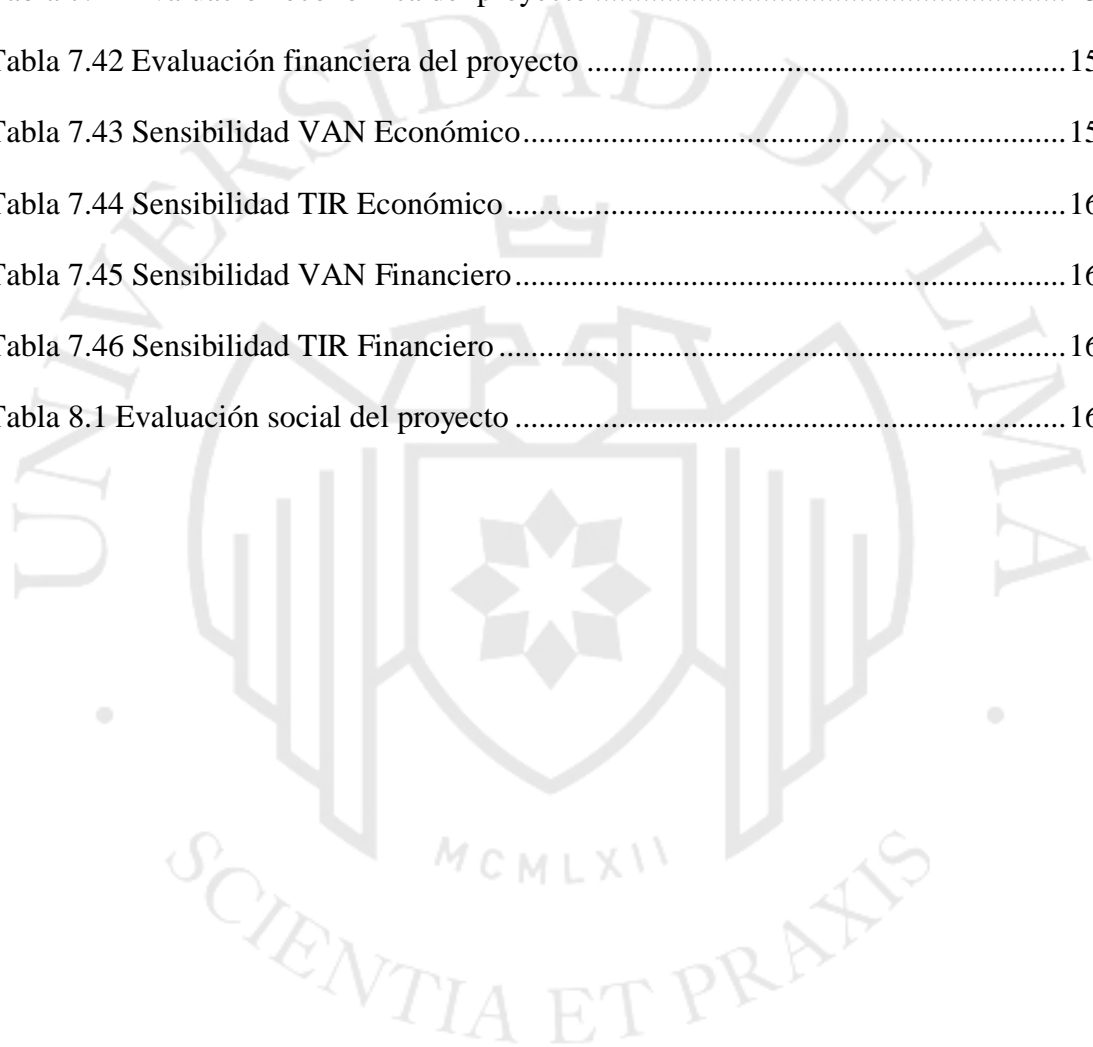 Tabla 7.42 Evaluación financiera del proyecto ............................................................ 15
Tabla 7.43 Sensibilidad VAN Económico.................................................................... 15
Tabla 7.44 Sensibilidad TIR Económico ...................................................................... 16
Tabla 7.45 Sensibilidad VAN Financiero ..................................................................... 16
Tabla 7.46 Sensibilidad TIR Financiero ....................................................................... 16
Tabla 8.1 Evaluación social del proyecto ..................................................................... 16
UNIVERSIDAD DE LIMA
MCMLXII
SCIENTIA ET PRAXIS